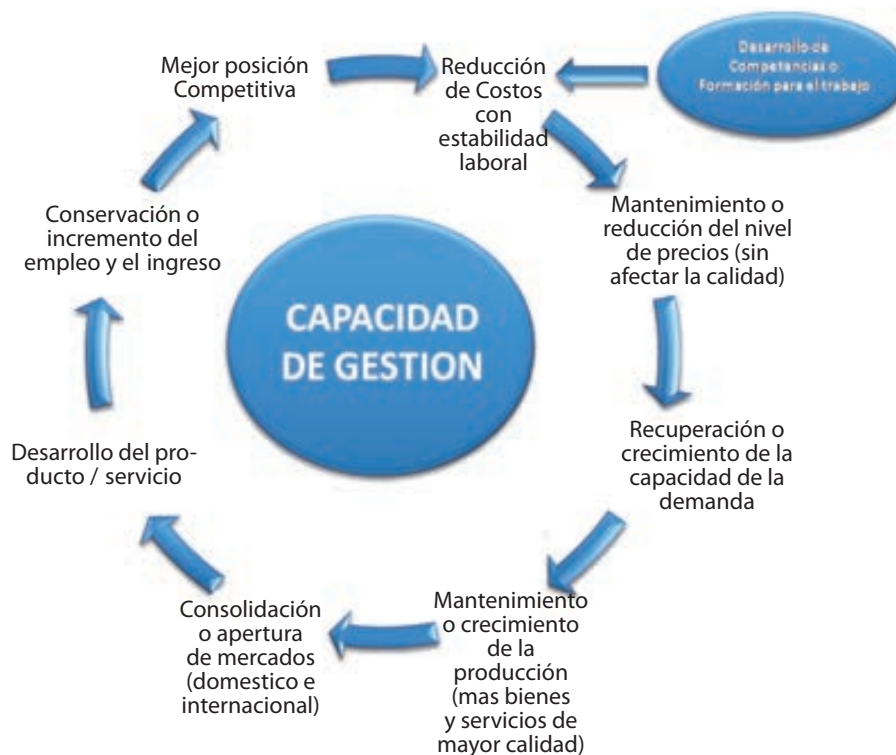 Mejor posición
Competitiva
Reducción
de Costos
con
estabilidad
laboral
Desarrollo de
Competencias o
Formación para el trabajo
Mantenimiento o
reducción del nivel
de precios (sin
afectar la calidad)
Recuperación o
crecimiento de la
capacidad de la
demanda
Mantenimiento
o crecimiento
de la
producción
(mas bienes
y servicios de
mayor calidad)
Consolidación
o apertura
de mercados
(domestico e
internacional)
Desarrollo del pro-
ducto / servicio
Conservación o
incremento del
empleo y el ingreso
CAPACIDAD
DE GESTION